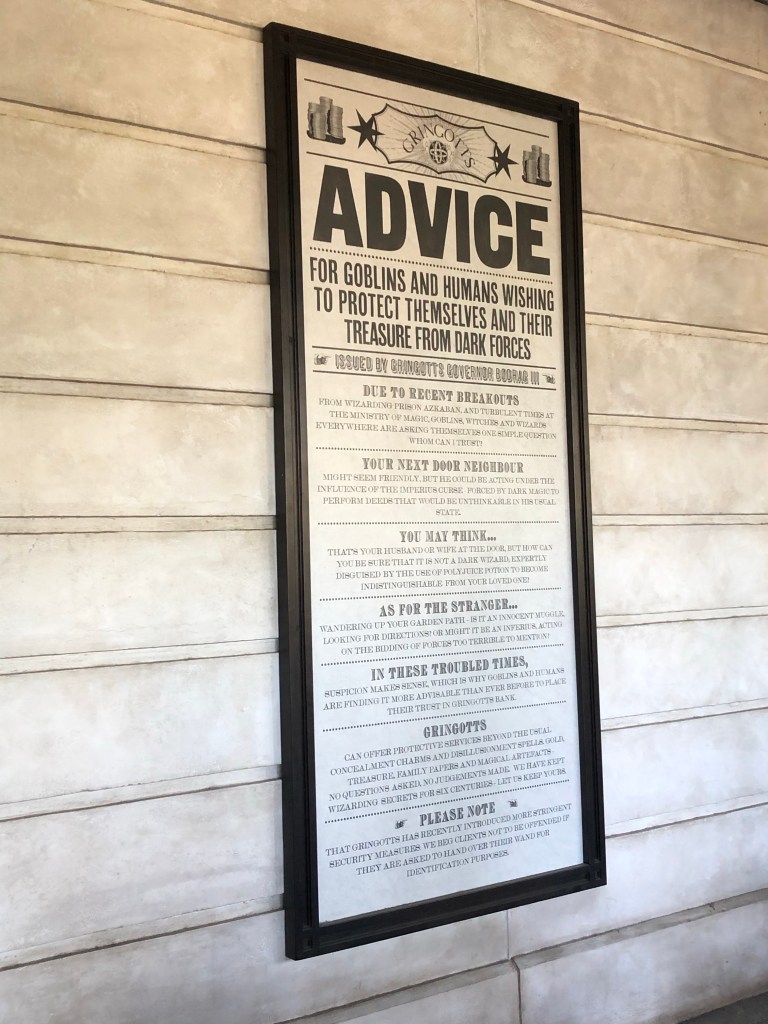 GRINGOTTS
ADVICE
FOR GOBLINS AND HUMANS WISHING
TO PROTECT THEMSELVES AND THEIR
TREASURE FROM DARK FORCES
ISSUED BY GRINGOTTS GOVERNOR BODRAG III
DUE TO RECENT BREAKOUTS
FROM WIZARDING PRISON AZKABAN, AND TURBULENT TIMES AT
THE MINISTRY OF MAGIC, GOBLINS, WITCHES AND WIZARDS
EVERYWHERE ARE ASKING THEMSELVES ONE SIMPLE QUESTION
WHOM CAN I TRUST?
YOUR NEXT DOOR NEIGHBOUR
MIGHT SEEM FRIENDLY, BUT HE COULD BE ACTING UNDER THE
INFLUENCE OF THE IMPERIUS CURSE FORCED BY DARK MAGIC TO
PERFORM DEEDS THAT WOULD BE UNTHINKABLE IN HIS USUAL
STATE.
YOU MAY THINK...
THAT'S YOUR HUSBAND OR WIFE AT THE DOOR, BUT HOW CAN
YOU BE SURE THAT IT IS NOT A DARK WIZARD, EXPERTLY
DISGUISED BY THE USE OF POLYJUICE POTION TO BECOME
INDISTINGUISHABLE FROM YOUR LOVED ONE?
AS FOR THE STRANGER...
WANDERING UP YOUR GARDEN PATH - IS IT AN INNOCENT MUGGLE,
LOOKING FOR DIRECTIONS? OR MIGHT IT BE AN INFERIUS, ACTING
ON THE BIDDING OF FORCES TOO TERRIBLE TO MENTION?
IN THESE TROUBLED TIMES,
SUSPICION MAKES SENSE, WHICH IS WHY GOBLINS AND HUMANS
ARE FINDING IT MORE ADVISABLE THAN EVER BEFORE TO PLACE
THEIR TRUST IN GRINGOTTS BANK.
GRINGOTTS
CAN OFFER PROTECTIVE SERVICES BEYOND THE USUAL
CONCEALMENT CHARMS AND DISILLUSIONMENT SPELLS. GOLD,
TREASURE, FAMILY PAPERS AND MAGICAL ARTEFACTS -
NO QUESTIONS ASKED, NO JUDGEMENTS MADE. WE HAVE KEPT
WIZARDING SECRETS FOR SIX CENTURIES - LET US KEEP YOURS.
PLEASE NOTE
THAT GRINGOTTS HAS RECENTLY INTRODUCED MORE STRINGENT
SECURITY MEASURES. WE BEG CLIENTS NOT TO BE OFFENDED IF
THEY ARE ASKED TO HAND OVER THEIR WAND FOR
IDENTIFICATION PURPOSES.